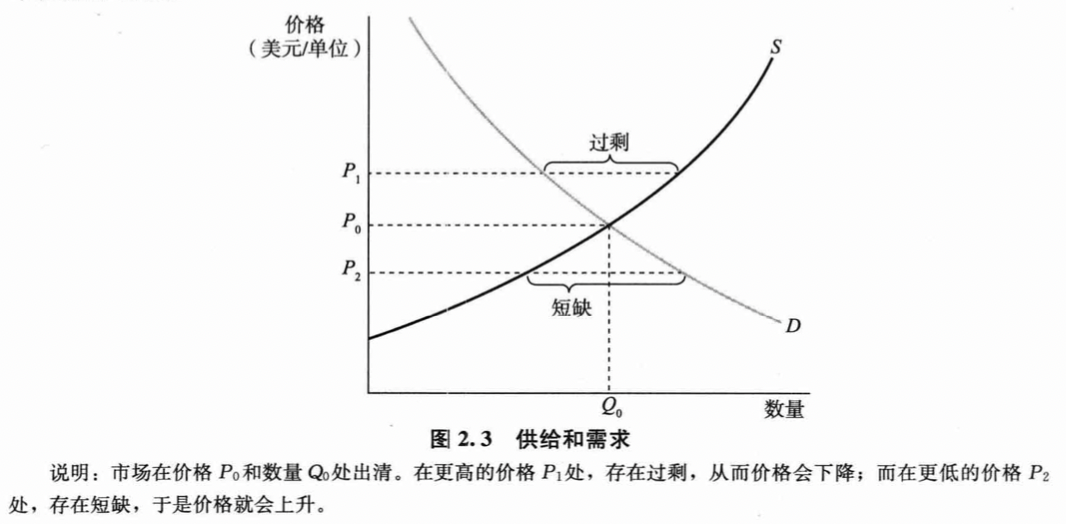 价格
(美元/单位)
S
过剩
P₁
P₀
P₂
短缺
D
Q₀
数量
图 2.3 供给和需求
说明：市场在价格 P₀和数量 Q₀处出清。在更高的价格 P₁处，存在过剩，从而价格会下降；而在更低的价格 P₂
处，存在短缺，于是价格就会上升。